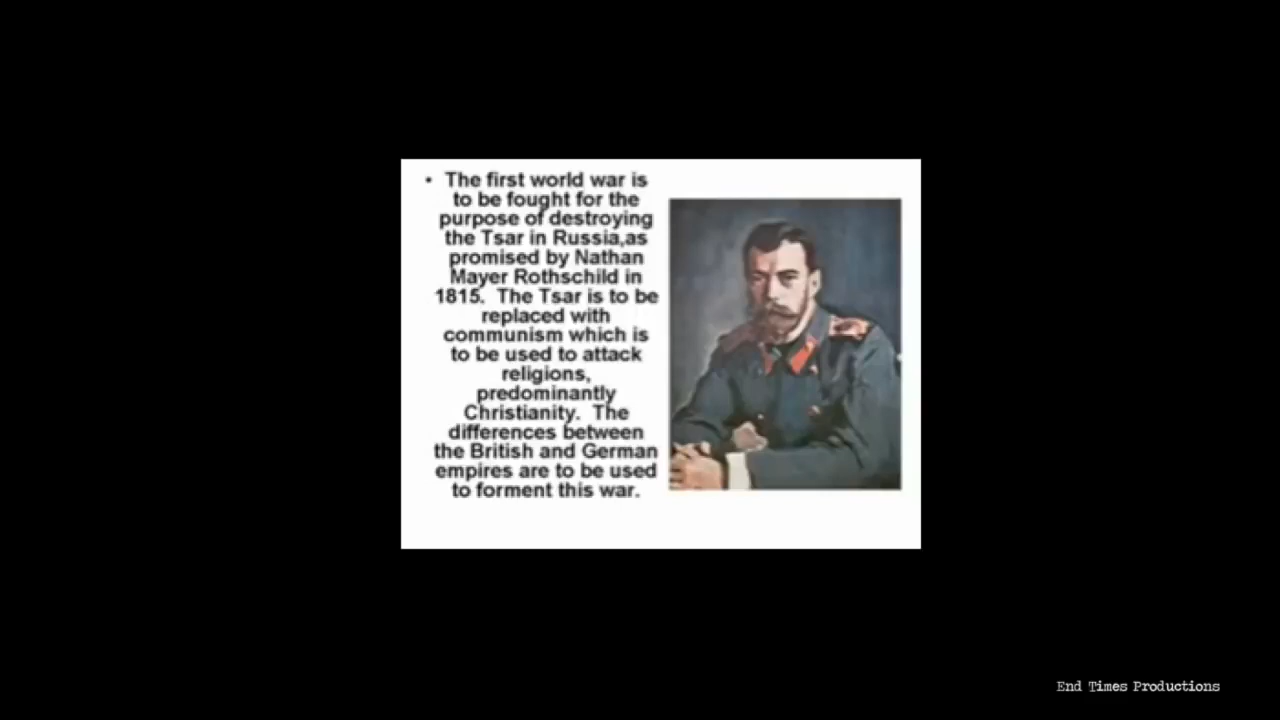 • The first world war is
to be fought for the
purpose of destroying
the Tsar in Russia,as
promised by Nathan
Mayer Rothschild in
1815.  The Tsar is to be
replaced with
communism which is
to be used to attack
religions,
predominantly
Christianity.  The
differences between
the British and German
empires are to be used
to forment this war.
End Times Productions